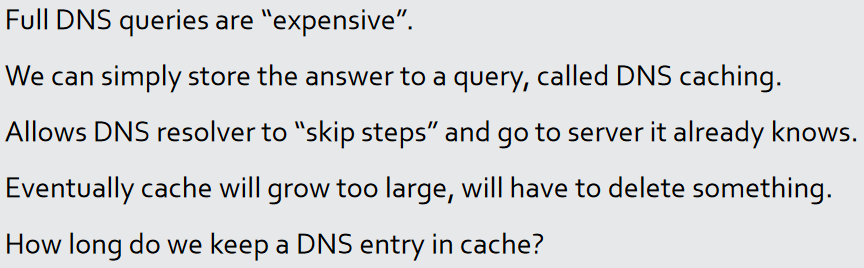 Full DNS queries are “expensive”.
We can simply store the answer to a query, called DNS caching.
Allows DNS resolver to “skip steps” and go to server it already knows.
Eventually cache will grow too large, will have to delete something.
How long do we keep a DNS entry in cache?